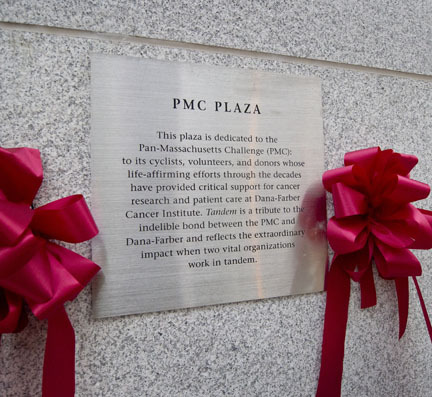 PMC PLAZA
This plaza is dedicated to the
Pan-Massachusetts Challenge (PMC):
to its cyclists, volunteers, and donors whose
life-affirming efforts through the decades
have provided critical support for cancer
research and patient care at Dana-Farber
Cancer Institute. Tandem is a tribute to the
indelible bond between the PMC and
Dana-Farber and reflects the extraordinary
impact when two vital organizations
work in tandem.